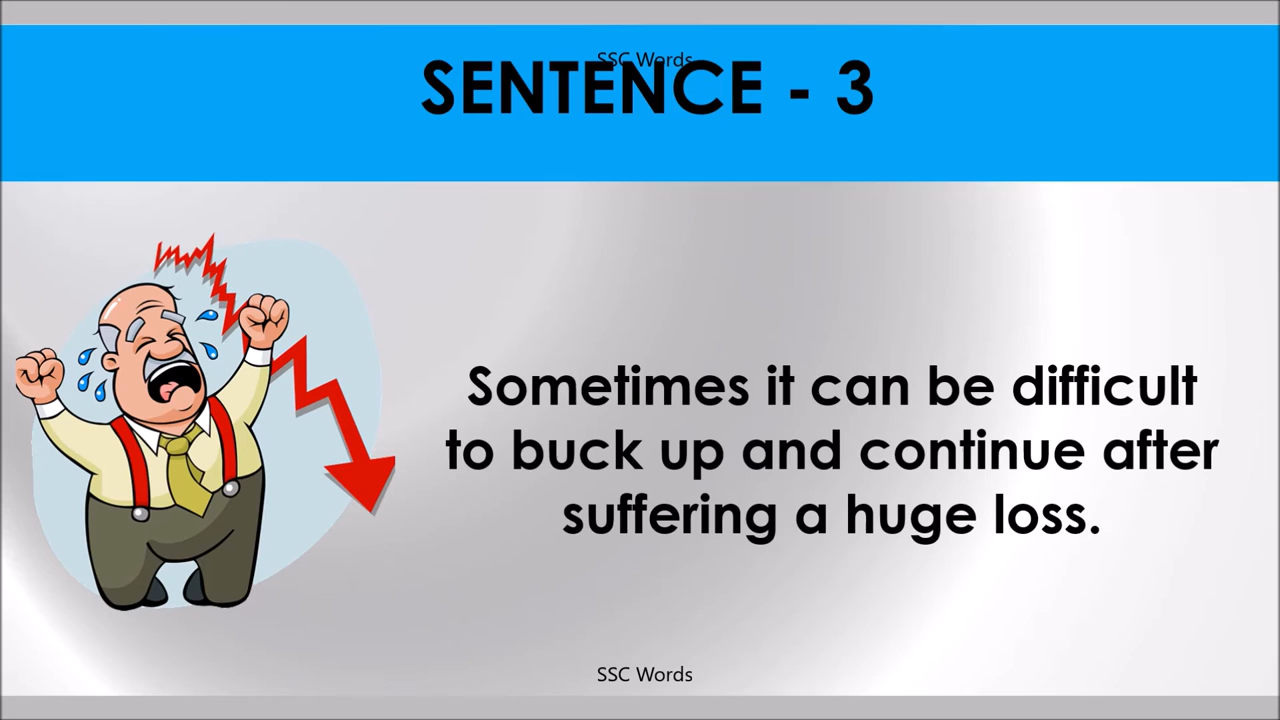 SSC Words
SENTENCE - 3
Sometimes it can be difficult
to buck up and continue after
suffering a huge loss.
SSC Words